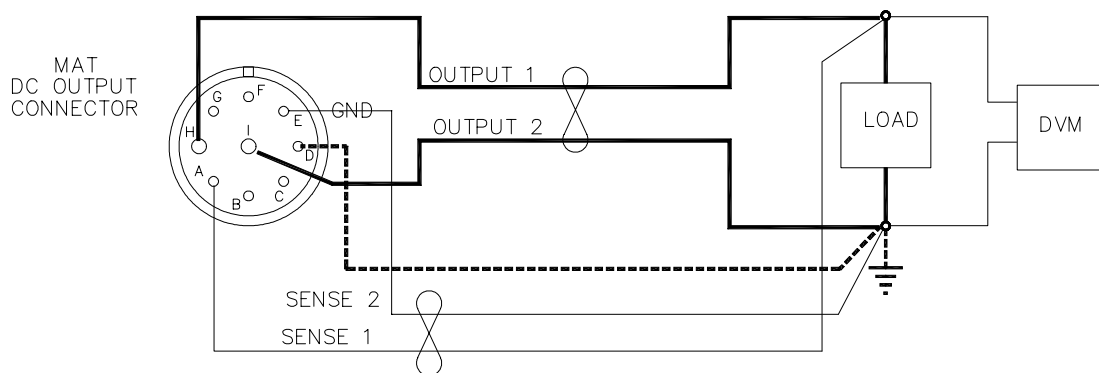 MAT
DC OUTPUT
CONNECTOR
OUTPUT 1
F
G
E
GND
OUTPUT 2
H
I
D
A
C
B
LOAD
DVM
SENSE 2
SENSE 1